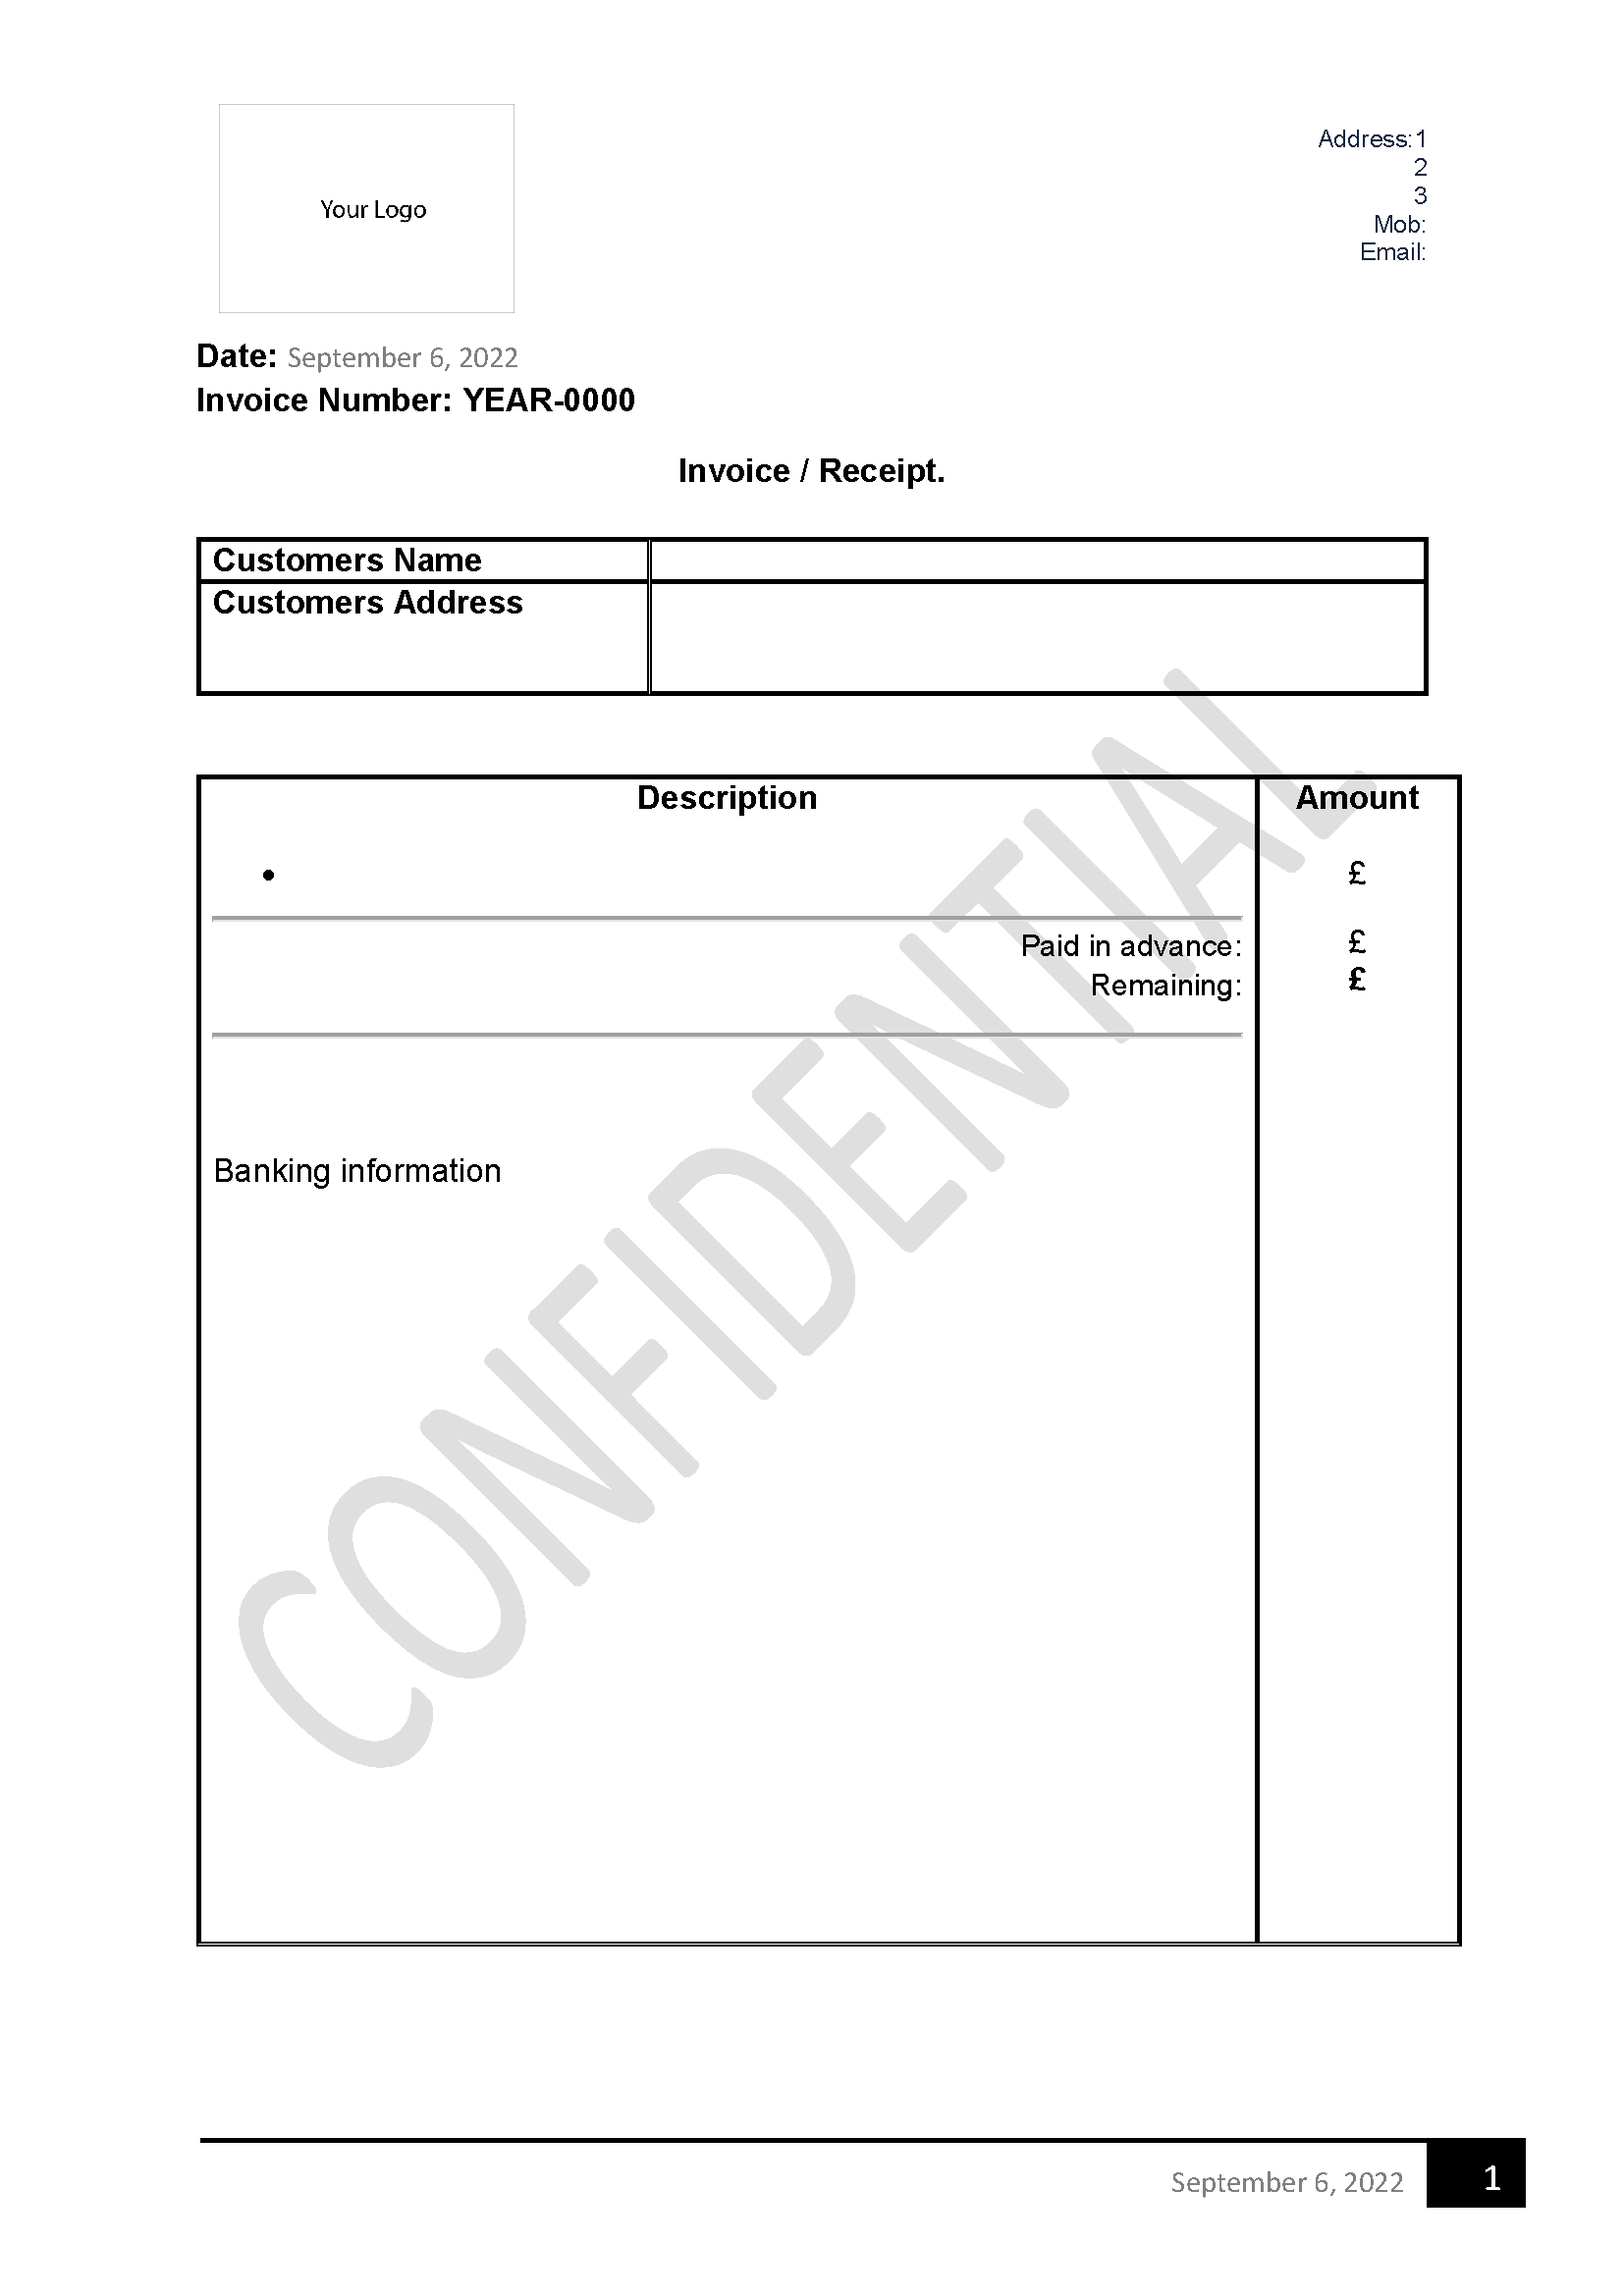 Your Logo
Address:1
2
3
Mob:
Email:
Date: September 6, 2022
Invoice Number: YEAR-0000
Invoice / Receipt.
Customers Name
Customers Address
Description Amount
• £
Paid in advance: £
Remaining: £
Banking information
CONFIDENTIAL
September 6, 2022 1